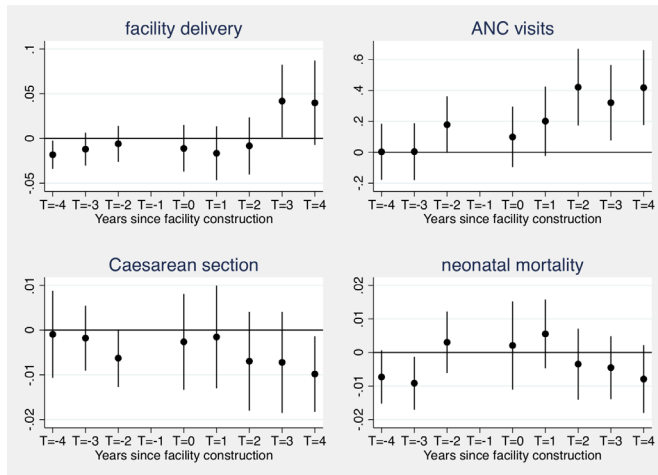 facility delivery
.1
.05
0
-.05
T=-4 T=-3 T=-2 T=-1 T=0 T=1 T=2 T=3 T=4
Years since facility construction
ANC visits
.6
.4
.2
0
-.2
T=-4 T=-3 T=-2 T=-1 T=0 T=1 T=2 T=3 T=4
Years since facility construction
Caesarean section
.01
0
-.01
-.02
T=-4 T=-3 T=-2 T=-1 T=0 T=1 T=2 T=3 T=4
Years since facility construction
neonatal mortality
.02
.01
0
-.01
-.02
T=-4 T=-3 T=-2 T=-1 T=0 T=1 T=2 T=3 T=4
Years since facility construction